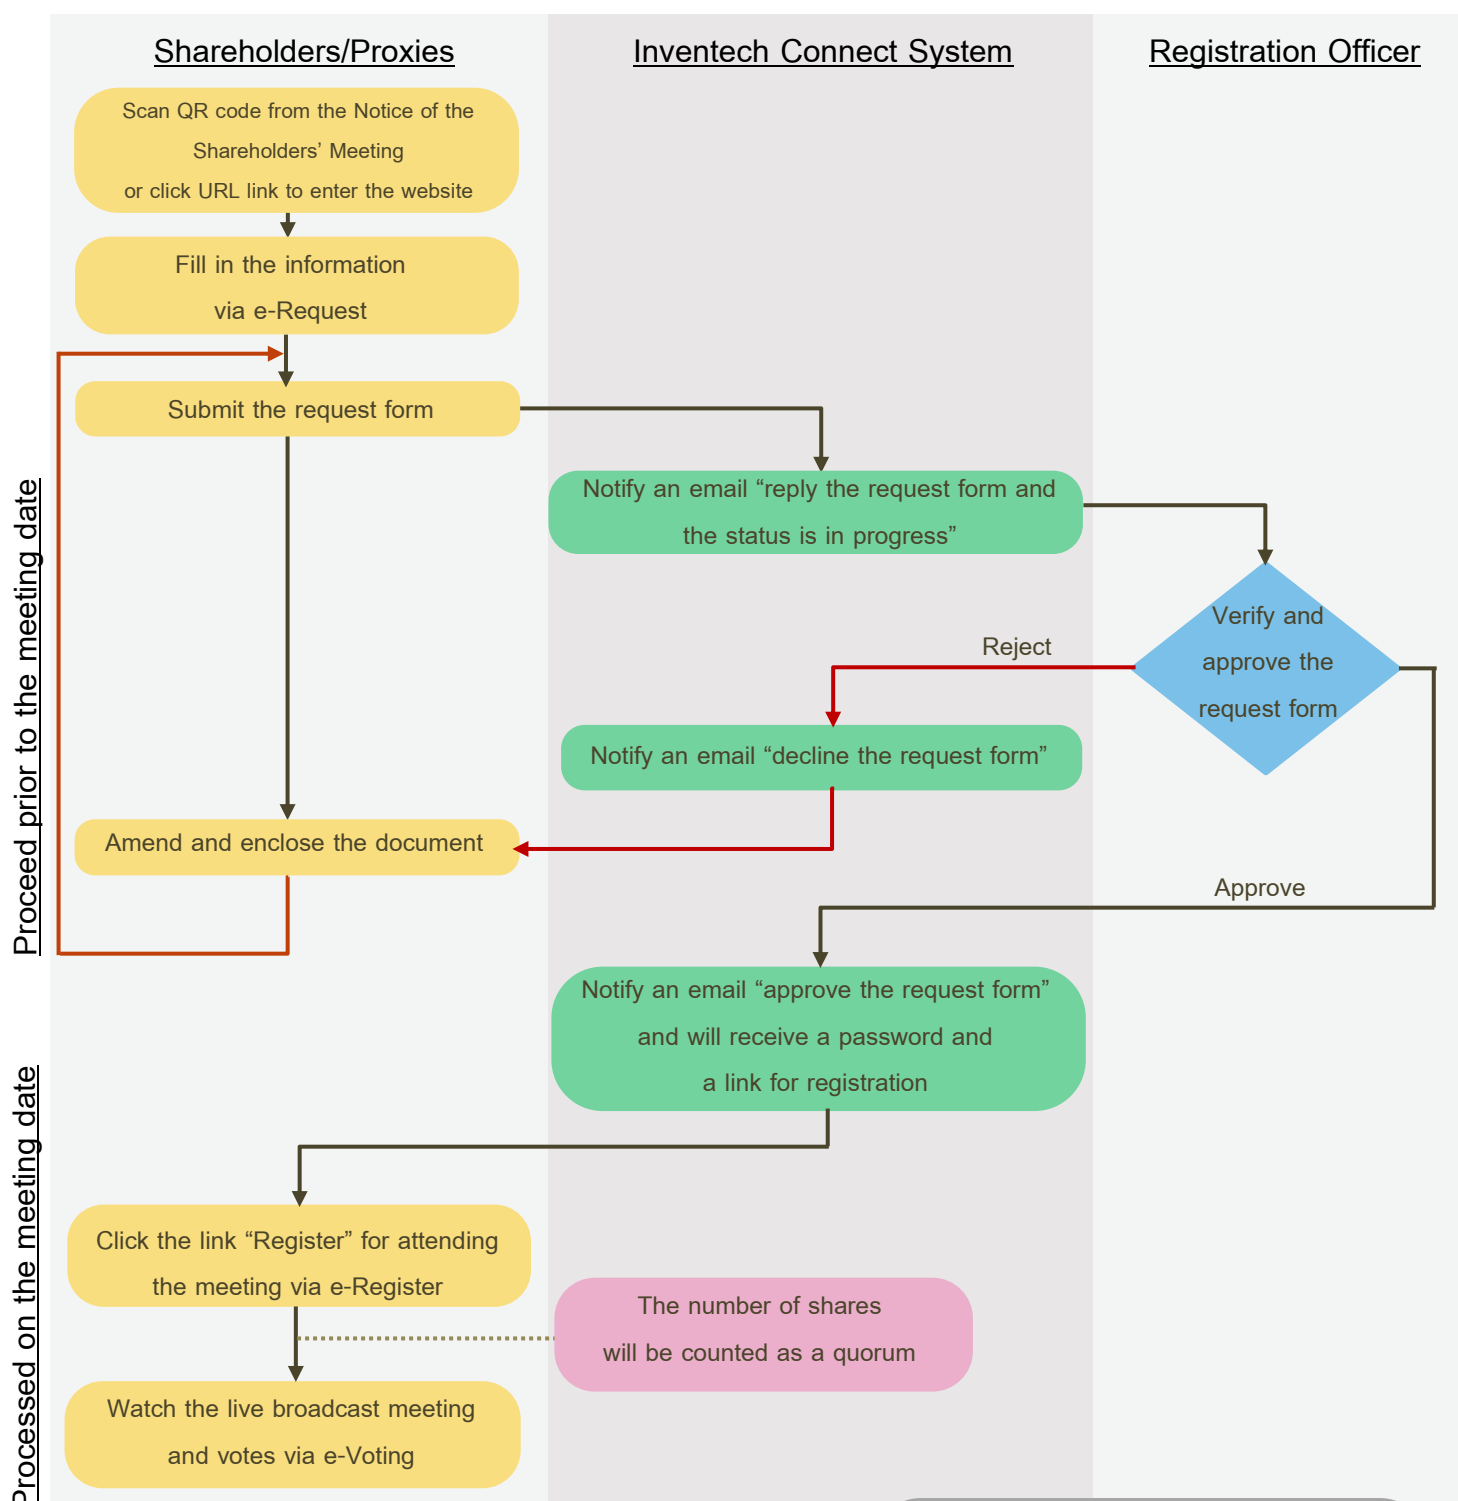 Shareholders/Proxies
Inventech Connect System
Registration Officer
Scan QR code from the Notice of the
Shareholders’ Meeting
or click URL link to enter the website
Fill in the information
via e-Request
Submit the request form
Notify an email “reply the request form and
the status is in progress”
Verify and
approve the
request form
Reject
Notify an email “decline the request form”
Amend and enclose the document
Approve
Proceed prior to the meeting date
Notify an email “approve the request form”
and will receive a password and
a link for registration
Click the link “Register” for attending
the meeting via e-Register
The number of shares
will be counted as a quorum
Watch the live broadcast meeting
and votes via e-Voting
Processed on the meeting date